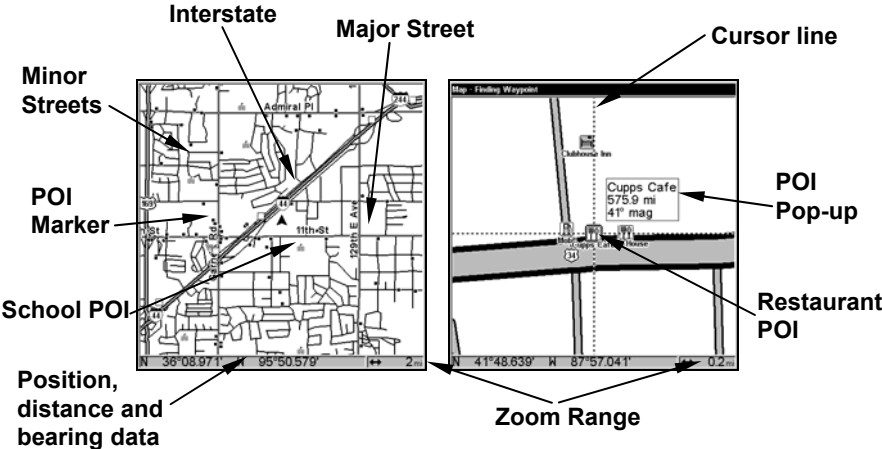 Interstate
Major Street
Cursor line
Minor
Streets
POI
Marker
School POI
Position,
distance and
bearing data
Admiral Pl
244
169
44
St
11th St
129th E Ave
44
N 36°08.971' W 95°50.579' ↔ 2 mi
Map - Finding Waypoint
Clubhouse Inn
Cupps Cafe
575.9 mi
41° mag
Cupps Cafe House
34
N 41°48.639' W 87°57.041' ↔ 0.2 mi
POI
Pop-up
Restaurant
POI
Zoom Range